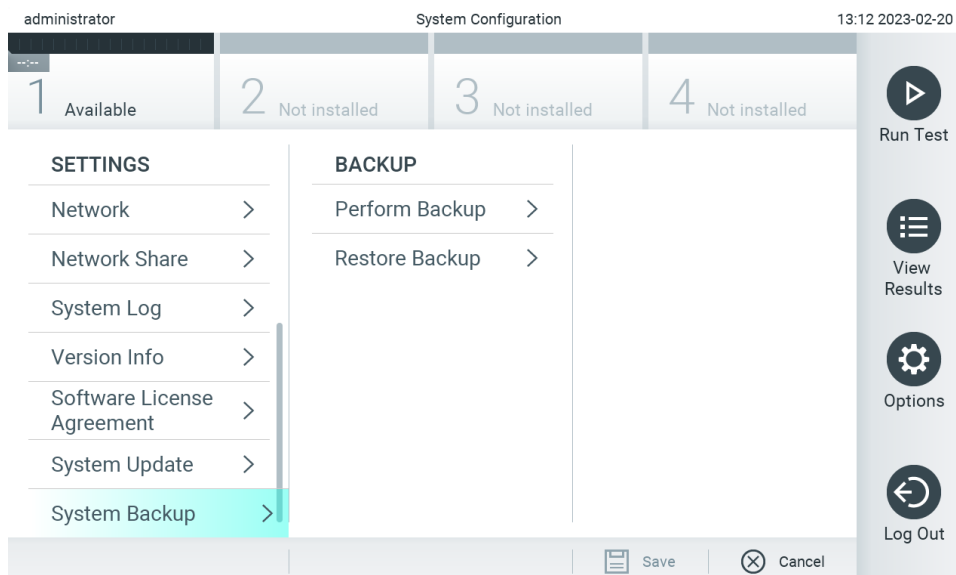 administrator
System Configuration
13:12 2023-02-20
--:--
1 Available
2 Not installed
3 Not installed
4 Not installed
Run Test
SETTINGS
Network
Network Share
System Log
Version Info
Software License
Agreement
System Update
System Backup
BACKUP
Perform Backup
Restore Backup
View
Results
Options
Log Out
Save
Cancel